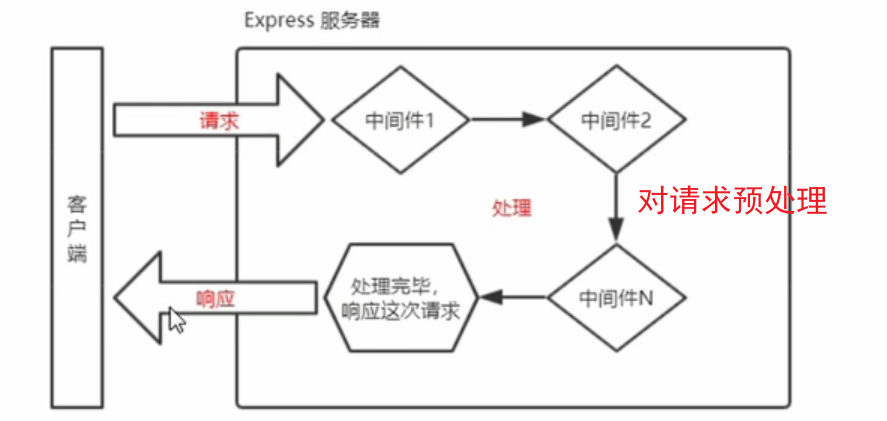 Express 服务器
请求
中间件1
中间件2
客
户
端
处理
对请求预处理
响应
处理完毕，
响应这次请求
中间件N